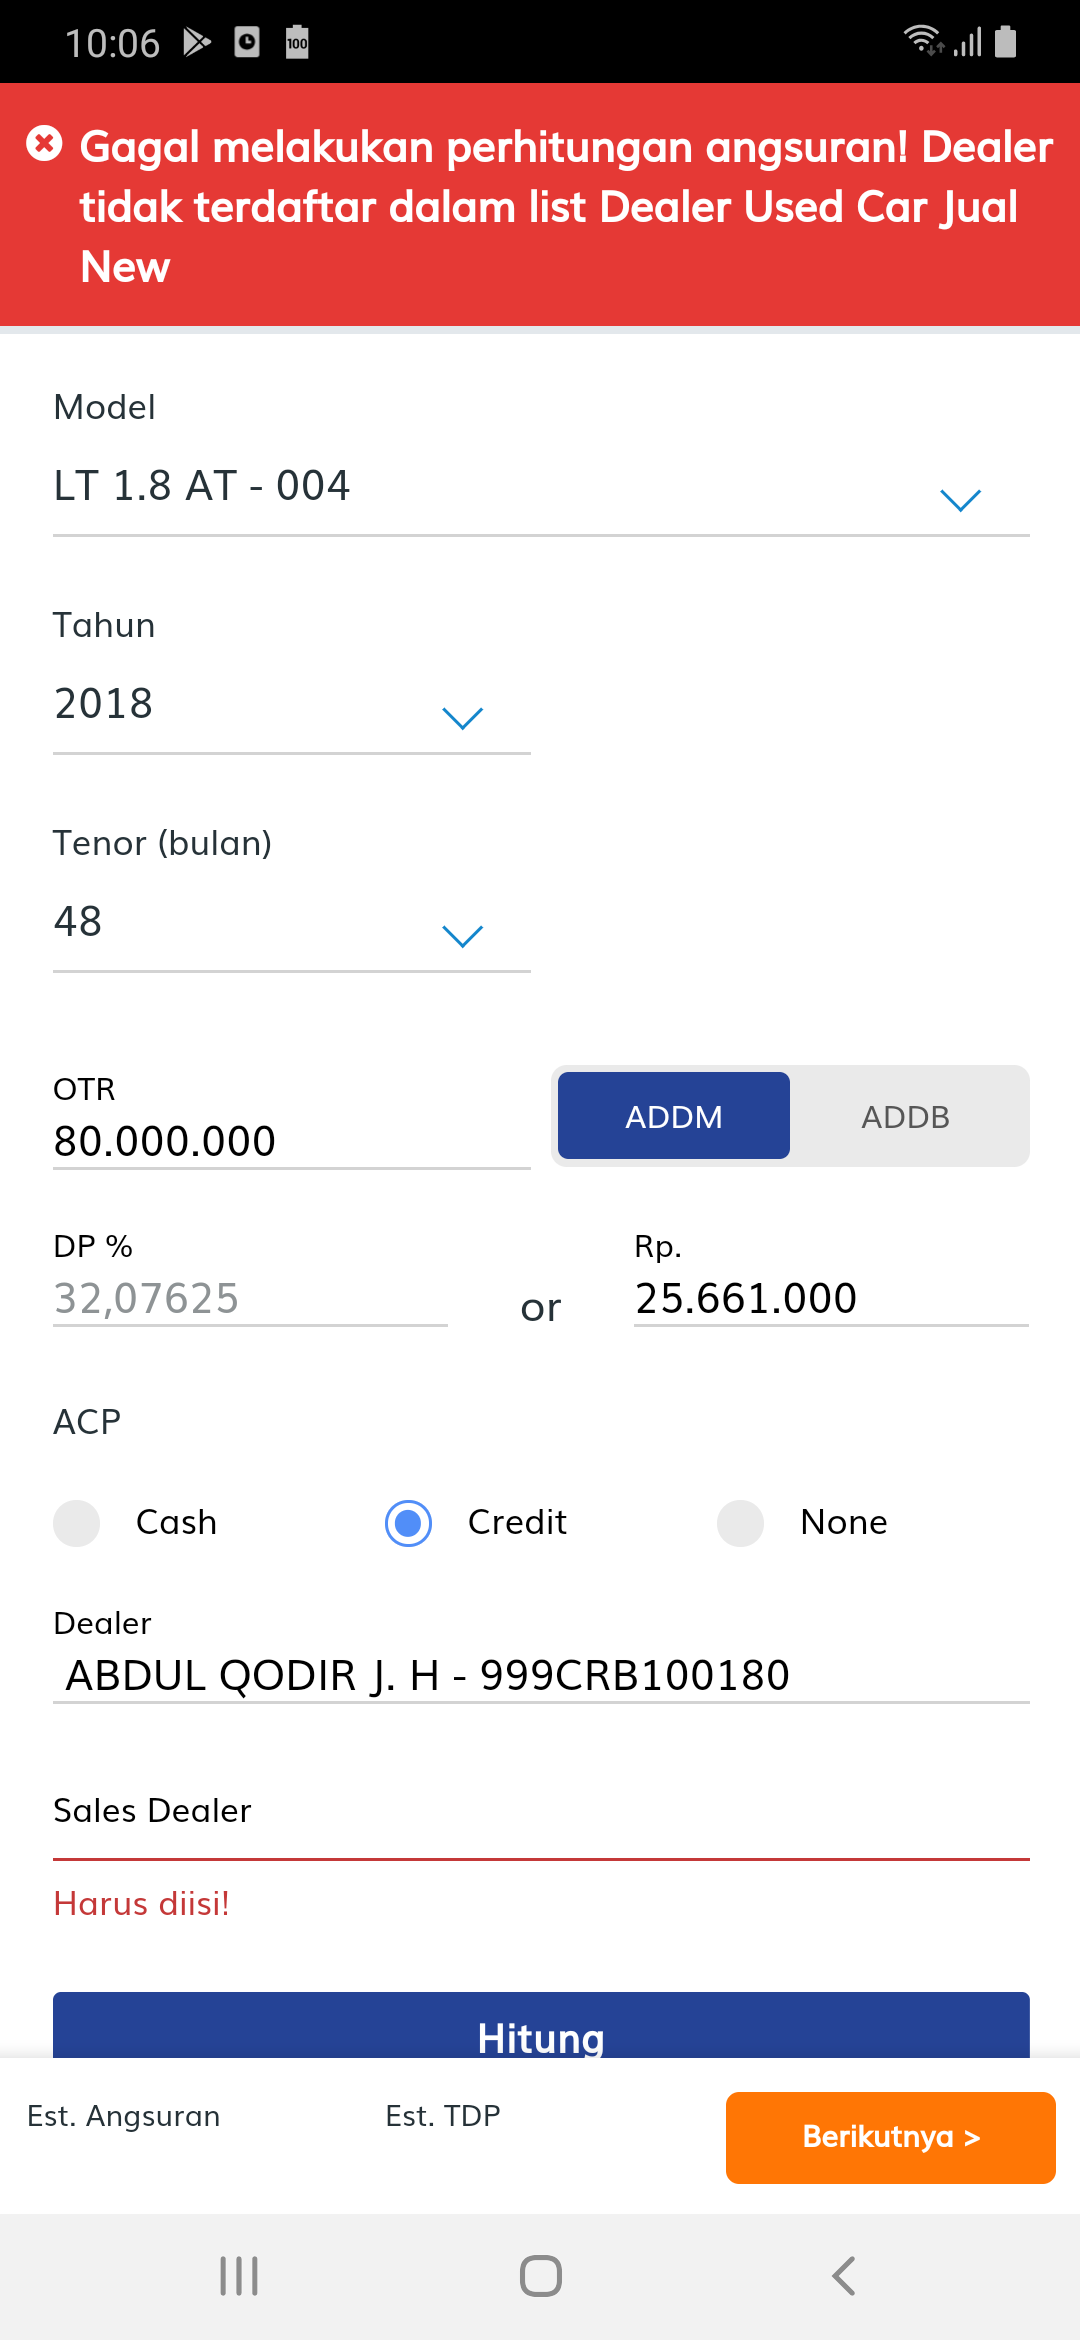 10:06
100
Gagal melakukan perhitungan angsuran! Dealer
tidak terdaftar dalam list Dealer Used Car Jual
New
Model
LT 1.8 AT - 004
Tahun
2018
Tenor (bulan)
48
OTR
80.000.000
ADDM
ADDB
DP %
32,07625
or
Rp.
25.661.000
ACP
Cash
Credit
None
Dealer
ABDUL QODIR J. H - 999CRB100180
Sales Dealer
Harus diisi!
Hitung
Est. Angsuran
Est. TDP
Berikutnya >